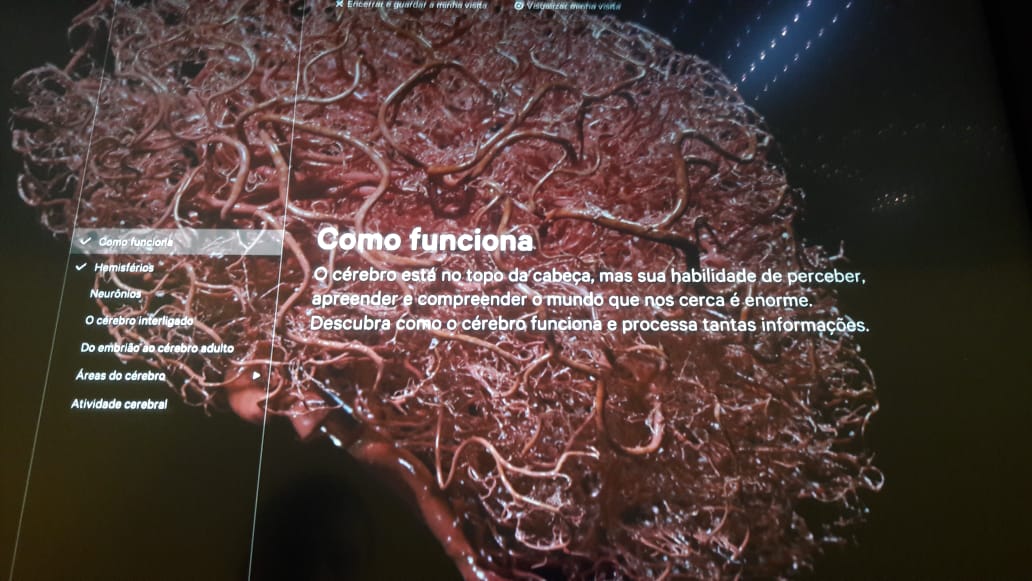 Encerrar e guardar a minha visita
Visualizar minha visita
Como funciona
Hemisférios
Neurônios
O cérebro interligado
Do embrião ao cérebro adulto
Áreas do cérebro
Atividade cerebral
Como funciona
O cérebro está no topo da cabeça, mas sua habilidade de perceber,
apreender e compreender o mundo que nos cerca é enorme.
Descubra como o cérebro funciona e processa tantas informações.